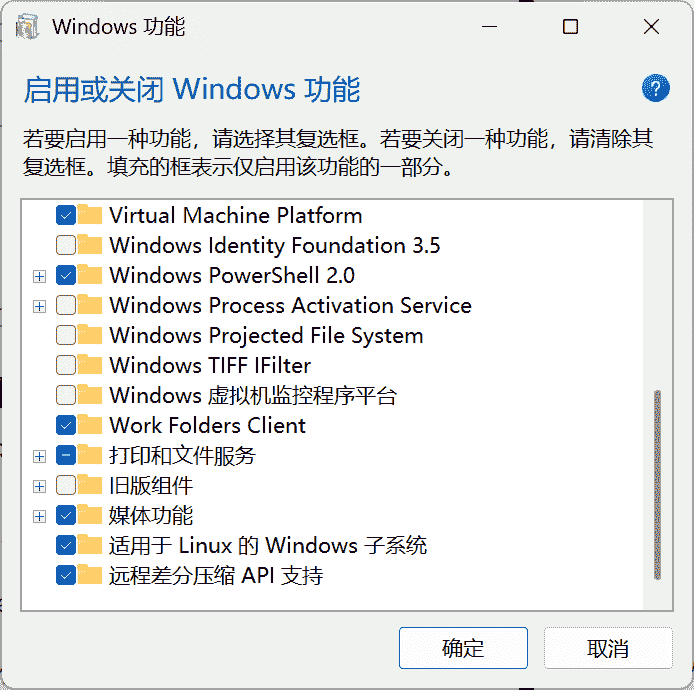 Windows 功能
启用或关闭 Windows 功能
若要启用一种功能，请选择其复选框。若要关闭一种功能，请清除其
复选框。填充的框表示仅启用该功能的一部分。
Virtual Machine Platform
Windows Identity Foundation 3.5
Windows PowerShell 2.0
Windows Process Activation Service
Windows Projected File System
Windows TIFF IFilter
Windows 虚拟机监控程序平台
Work Folders Client
打印和文件服务
旧版组件
媒体功能
适用于 Linux 的 Windows 子系统
远程差分压缩 API 支持
确定
取消